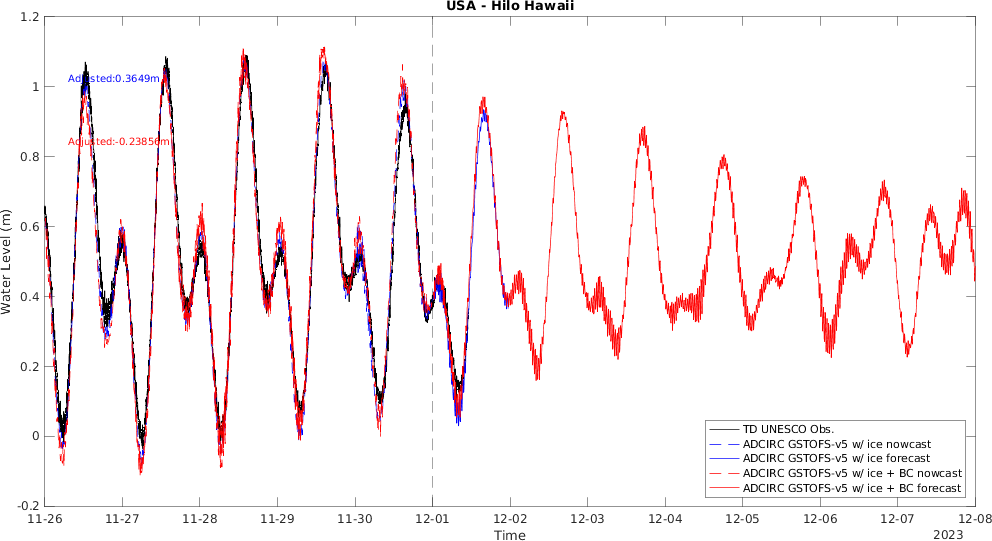 USA - Hilo Hawaii
1.2
1
0.8
0.6
0.4
0.2
0
-0.2
Water Level (m)
Adjusted:0.3649m
Adjusted:-0.23856m
TD UNESCO Obs.
ADCIRC GSTOFS-v5 w/ ice nowcast
ADCIRC GSTOFS-v5 w/ ice forecast
ADCIRC GSTOFS-v5 w/ ice + BC nowcast
ADCIRC GSTOFS-v5 w/ ice + BC forecast
11-26 11-27 11-28 11-29 11-30 12-01 12-02 12-03 12-04 12-05 12-06 12-07 12-08
Time
2023